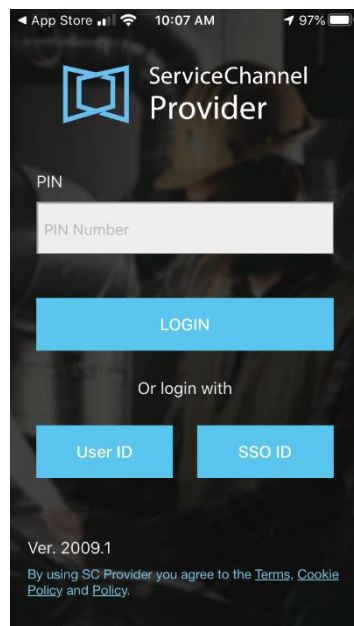 App Store 10:07 AM 97%
ServiceChannel
Provider
PIN
PIN Number
LOGIN
Or login with
User ID SSO ID
Ver. 2009.1
By using SC Provider you agree to the Terms, Cookie
Policy and Policy.